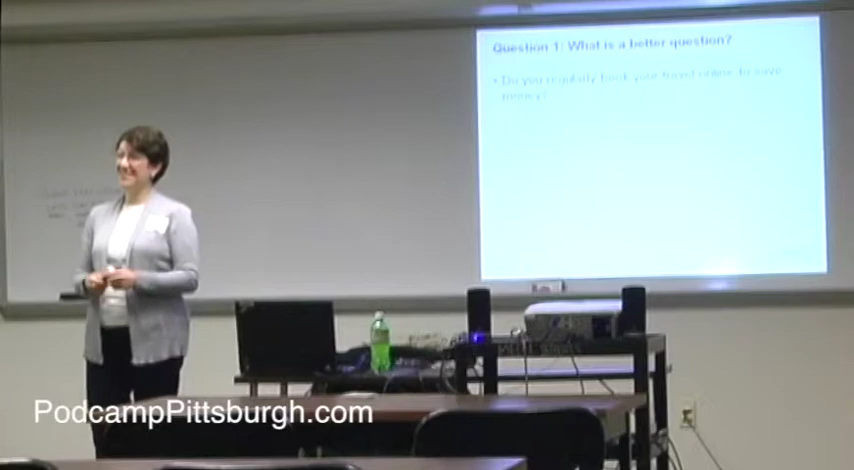 Question 1: What is a better question?
• Do you regularly book your travel online to save
money?
PodcampPittsburgh.com